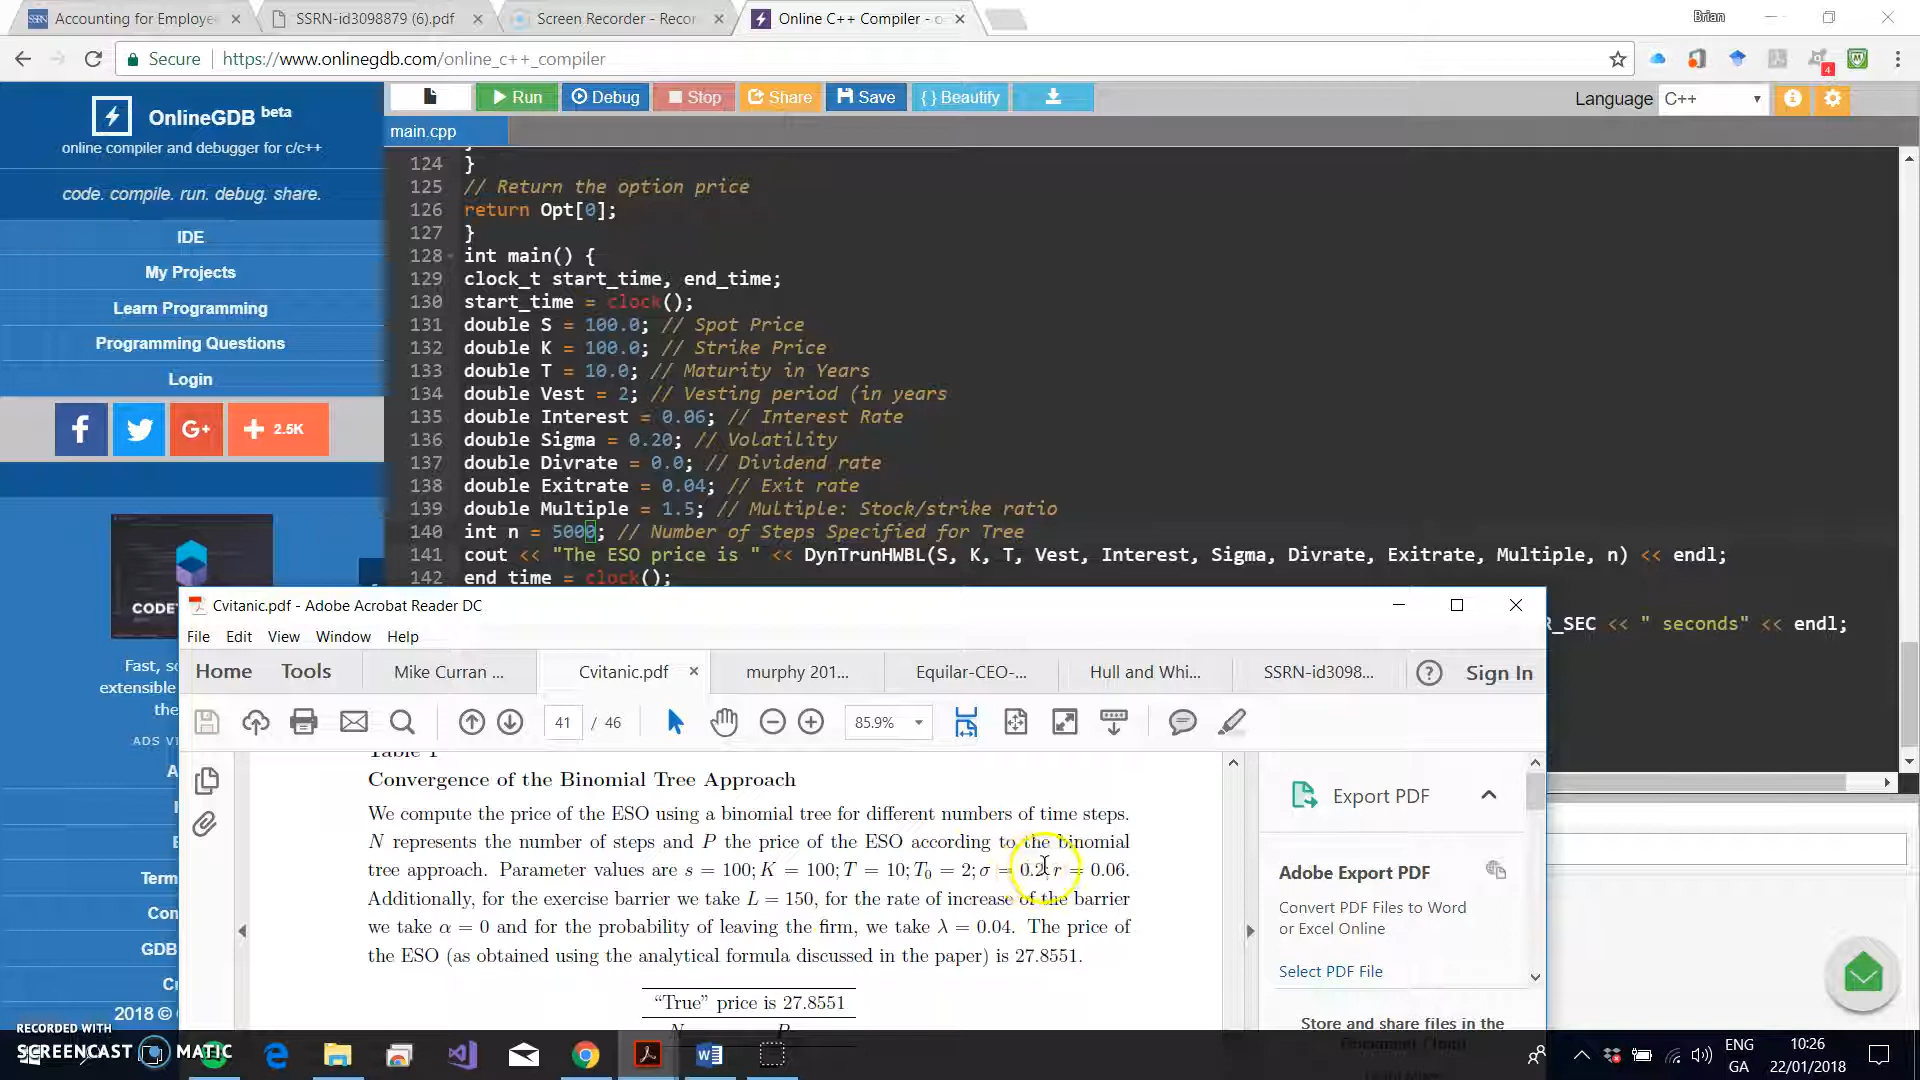 Accounting for Employe
SSRN-id3098879 (6).pdf
Screen Recorder - Recor
Online C++ Compiler - o
Brian
Secure
https://www.onlinegdb.com/online_c++_compiler
4
OnlineGDB beta
online compiler and debugger for c/c++
code. compile. run. debug. share.
IDE
My Projects
Learn Programming
Programming Questions
Login
f
G+
+ 2.5K
CODE
Fast, s
extensible
the
ADS V
Term
Con
GDB
2018 ©
Run
Debug
Stop
Share
Save
{ } Beautify
Language
C++
main.cpp
124 }
125 // Return the option price
126 return Opt[0];
127 }
128 int main() {
129 clock_t start_time, end_time;
130 start_time = clock();
131 double S = 100.0; // Spot Price
132 double K = 100.0; // Strike Price
133 double T = 10.0; // Maturity in Years
134 double Vest = 2; // Vesting period (in years
135 double Interest = 0.06; // Interest Rate
136 double Sigma = 0.20; // Volatility
137 double Divrate = 0.0; // Dividend rate
138 double Exitrate = 0.04; // Exit rate
139 double Multiple = 1.5; // Multiple: Stock/strike ratio
140 int n = 5000; // Number of Steps Specified for Tree
141 cout << "The ESO price is " << DynTrunHWBL(S, K, T, Vest, Interest, Sigma, Divrate, Exitrate, Multiple, n) << endl;
142 end_time = clock();
R_SEC << " seconds" << endl;
Cvitanic.pdf - Adobe Acrobat Reader DC
File Edit View Window Help
Home
Tools
Mike Curran ...
Cvitanic.pdf
murphy 201...
Equilar-CEO-...
Hull and Whi...
SSRN-id3098...
Sign In
41 / 46
85.9%
Table 1
Convergence of the Binomial Tree Approach
We compute the price of the ESO using a binomial tree for different numbers of time steps.
N represents the number of steps and P the price of the ESO according to the binomial
tree approach. Parameter values are s = 100; K = 100; T = 10; T0 = 2; σ = 0.2; r = 0.06.
Additionally, for the exercise barrier we take L = 150, for the rate of increase of the barrier
we take α = 0 and for the probability of leaving the firm, we take λ = 0.04. The price of
the ESO (as obtained using the analytical formula discussed in the paper) is 27.8551.
"True" price is 27.8551
N P
Export PDF
Adobe Export PDF
Convert PDF Files to Word
or Excel Online
Select PDF File
Store and share files in the
Document Cloud
RECORDED WITH
SCREENCAST MATIC
ENG
GA
10:26
22/01/2018